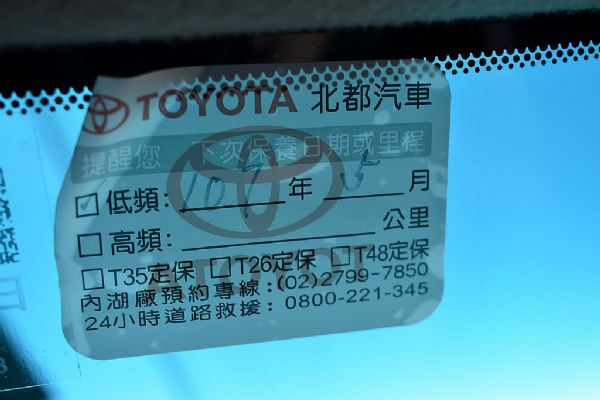 TOYOTA 北都汽車
提醒您 下次保養日期或里程
☑低頻: 107年 5月
□高頻: 公里
□T35定保 □T26定保 □T48定保
內湖廠預約專線:(02)2799-7850
24小時道路救援: 0800-221-345